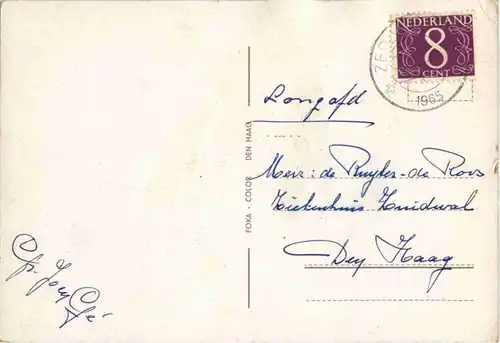 NEDERLAND
8
CENT
1965
Longafd
Mevr: de Ruyter-de Roos
Ziekenhuis Zuidwal
Den Haag
FOKA - COLOR DEN HAAG